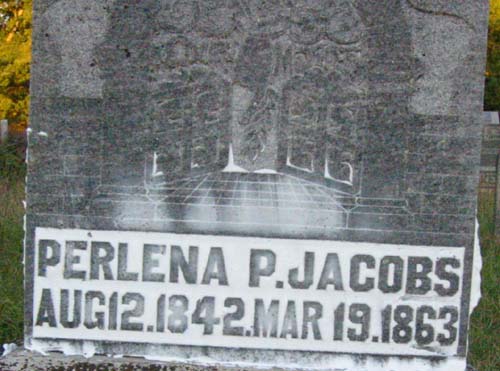 PERLENA P. JACOBS
AUG 12. 1842. MAR 19. 1863